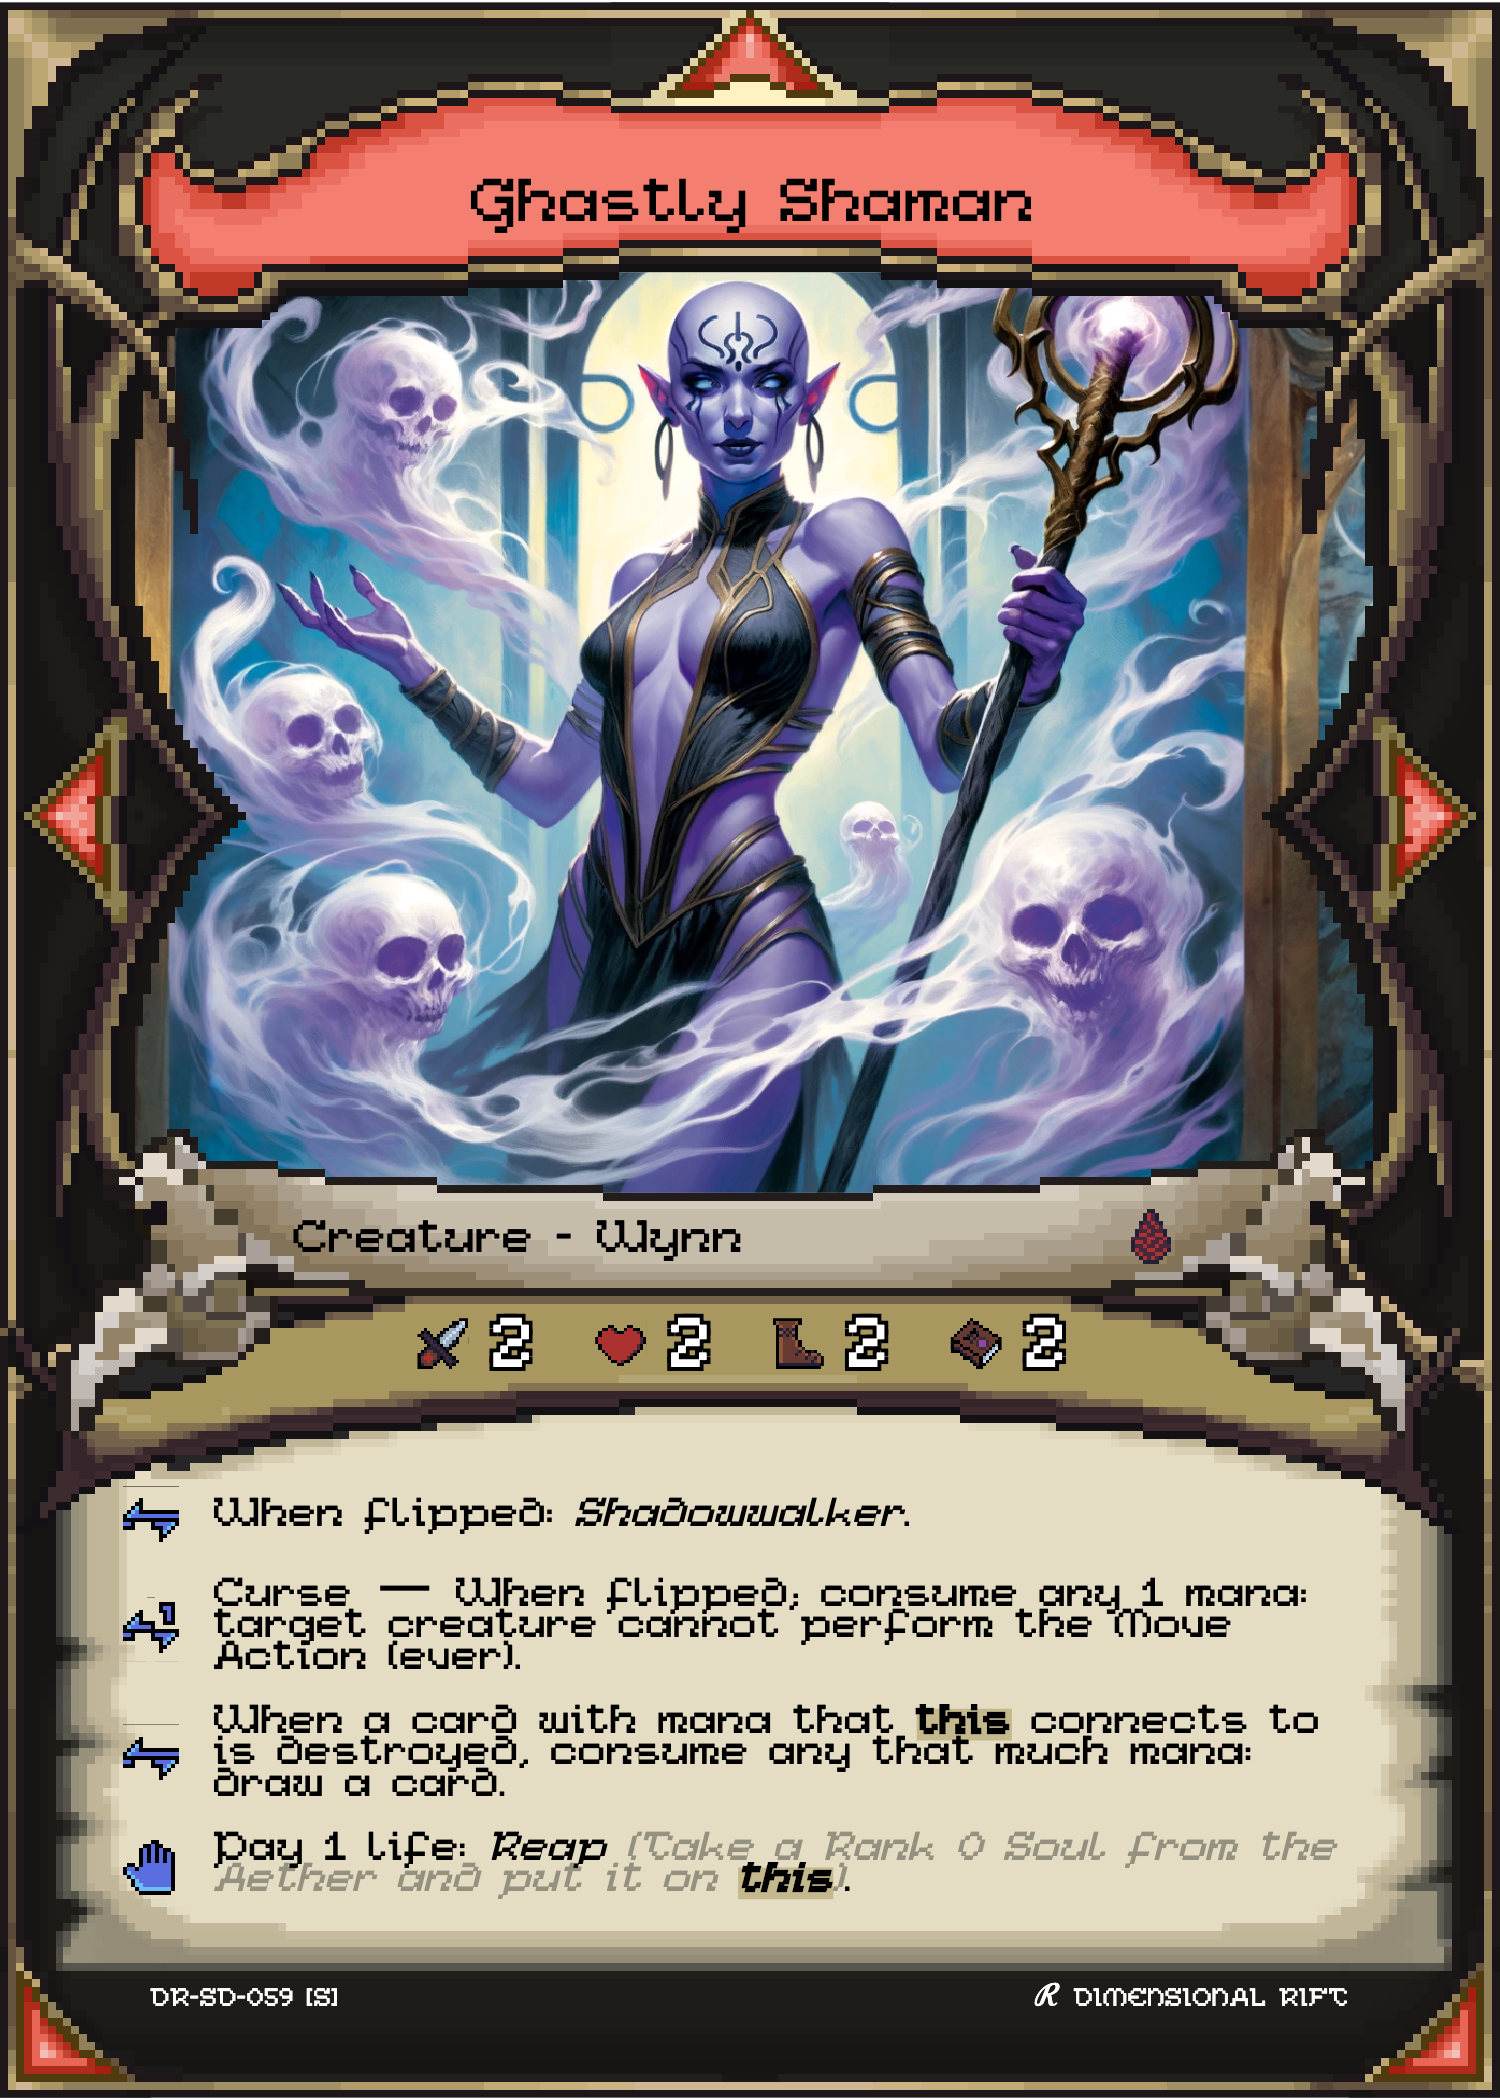 Ghastly Shaman
Creature - Wynn
2 2 2 2
When flipped: Shadowwalker.
Curse — When flipped; consume any 1 mana:
target creature cannot perform the Move
Action (ever).
When a card with mana that this connects to
is destroyed, consume any that much mana:
draw a card.
Pay 1 life: Reap (Take a Rank 0 Soul from the
Aether and put it on this).
DR-SD-059 [S]
R DIMENSIONAL RIFT